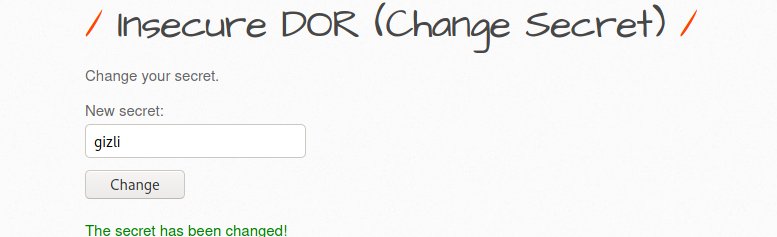 / Insecure DOR (Change Secret) /
Change your secret.
New secret:
gizli
Change
The secret has been changed!